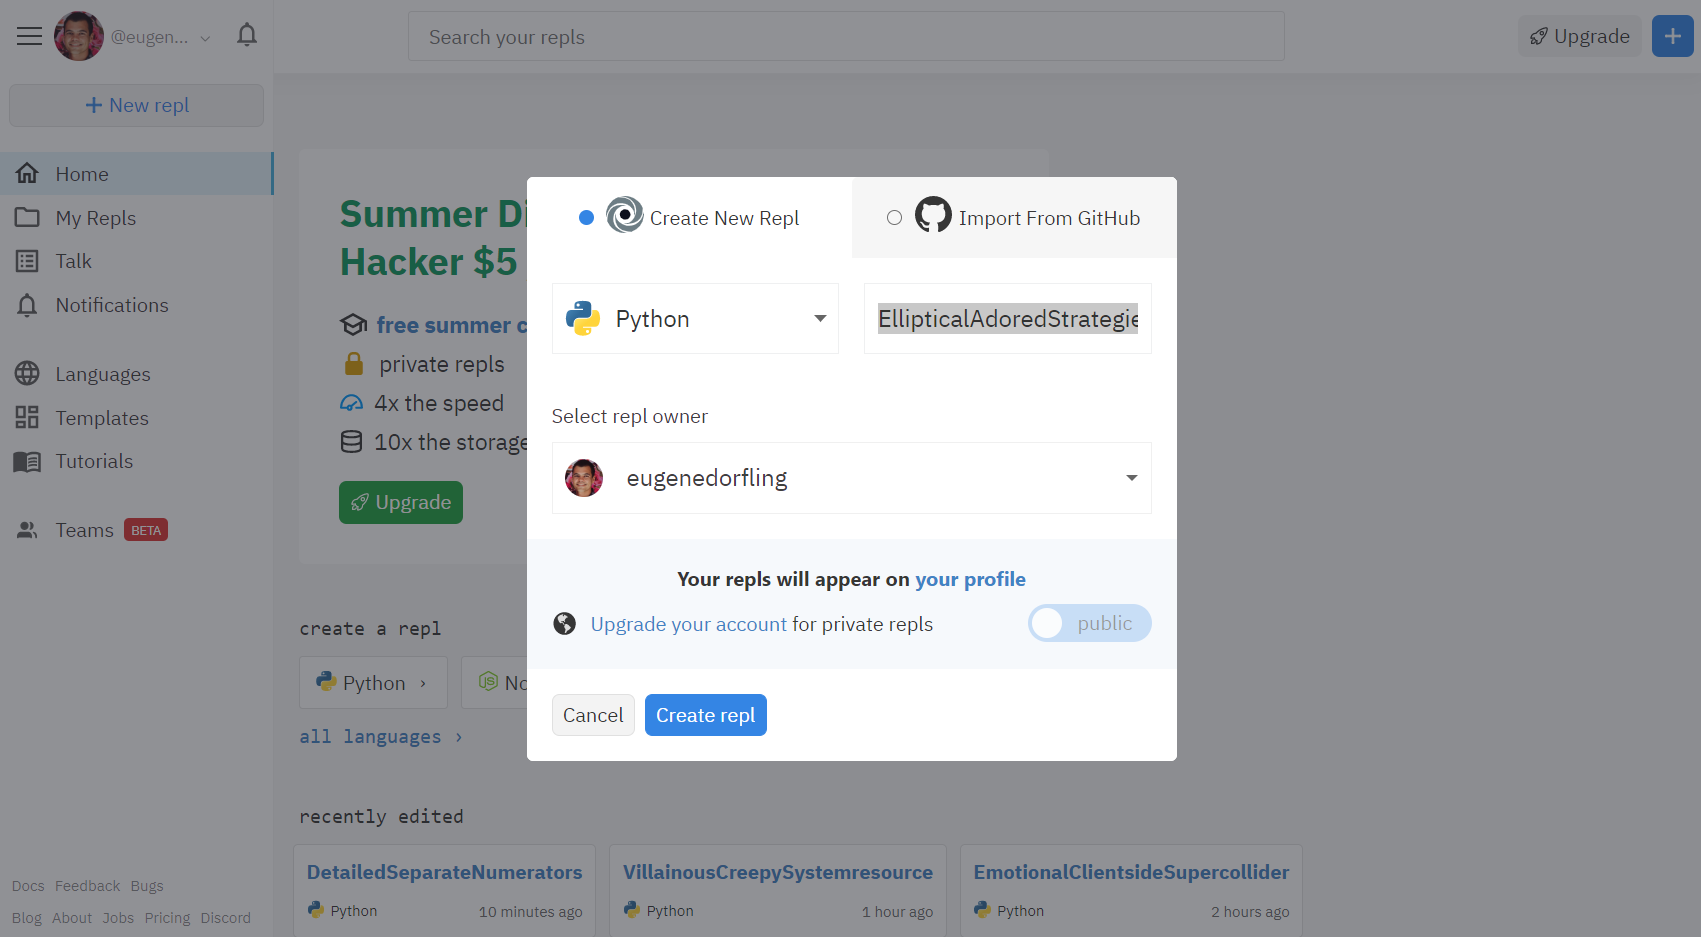 @eugen...
Search your repls
Upgrade
+ New repl
Home
My Repls
Talk
Notifications
Languages
Templates
Tutorials
Teams BETA
Docs Feedback Bugs
Blog About Jobs Pricing Discord
Summer Di
Hacker $5
free summer c
private repls
4x the speed
10x the storage
Upgrade
create a repl
Python ›
No
all languages ›
recently edited
DetailedSeparateNumerators
Python 10 minutes ago
VillainousCreepySystemresource
Python 1 hour ago
EmotionalClientsideSupercollider
Python 2 hours ago
Create New Repl
Import From GitHub
Python
EllipticalAdoredStrategie
Select repl owner
eugenedorfling
Your repls will appear on your profile
Upgrade your account for private repls
public
Cancel
Create repl